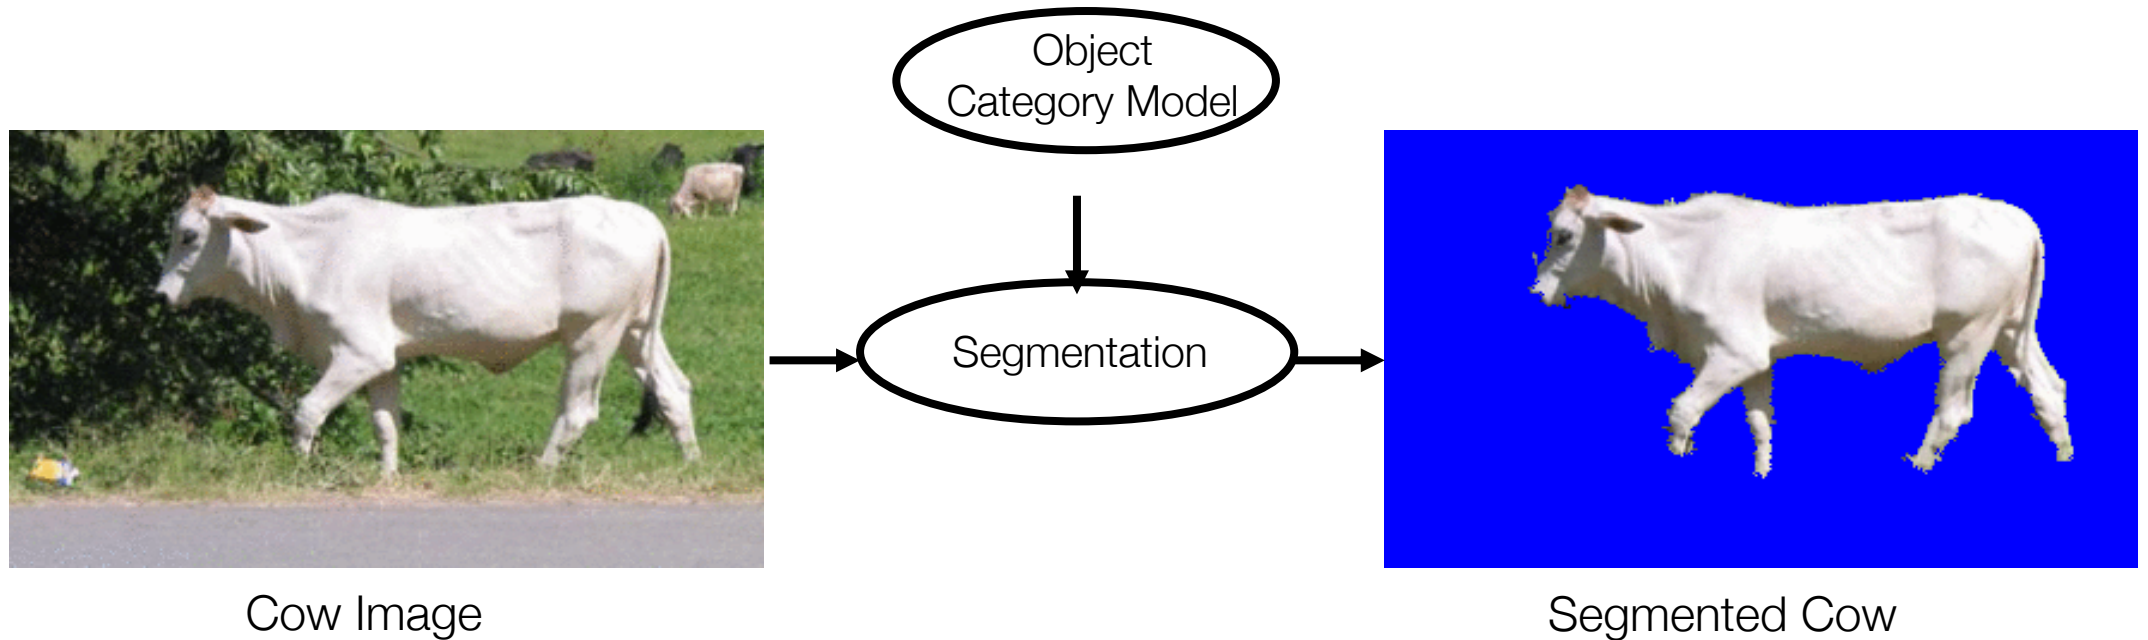 Object
Category Model
Segmentation
Cow Image
Segmented Cow